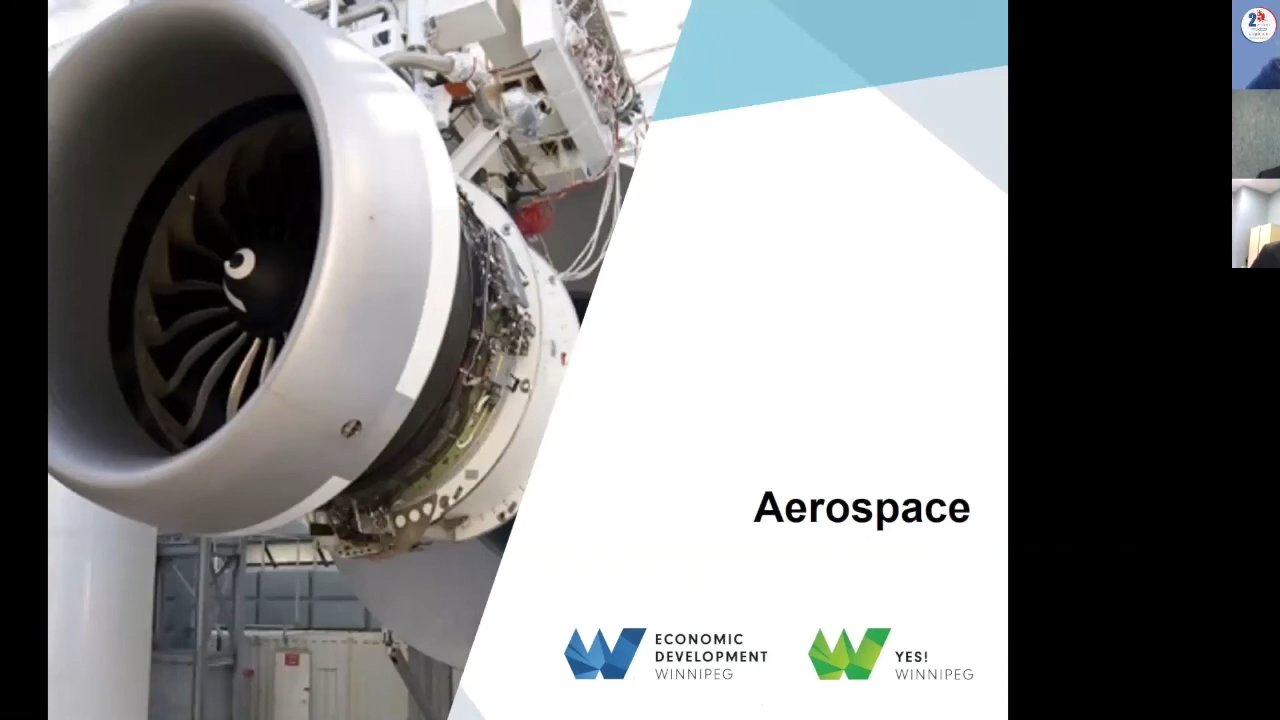 Aerospace
ECONOMIC
DEVELOPMENT
WINNIPEG
YES!
WINNIPEG